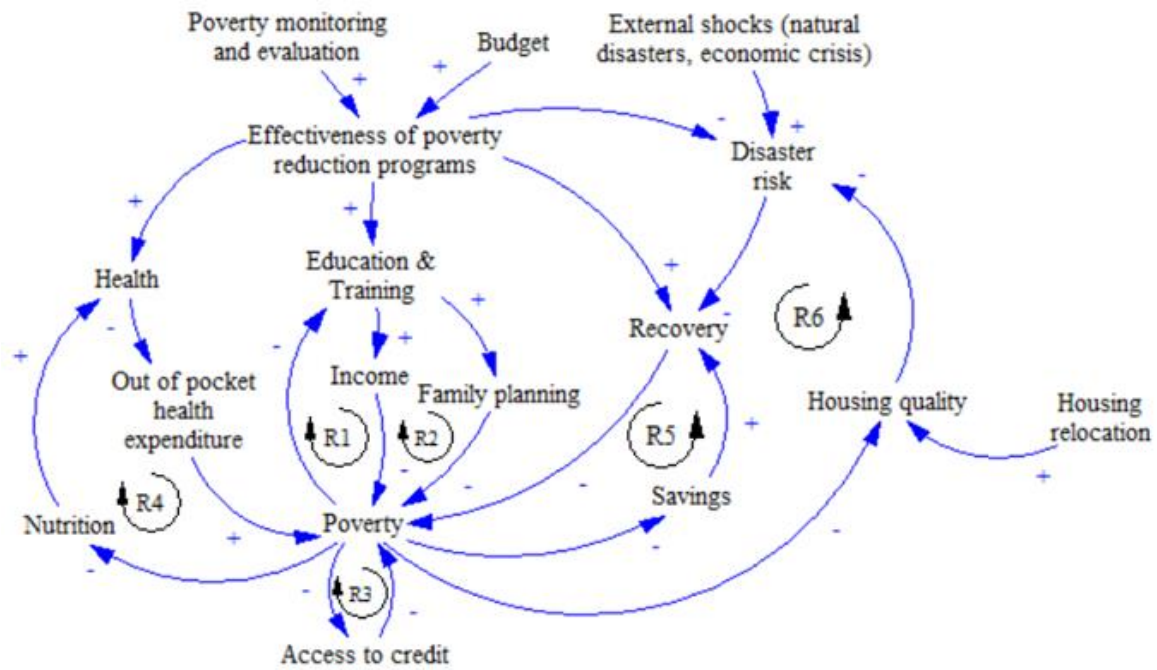 Poverty monitoring
and evaluation
Budget
External shocks (natural
disasters, economic crisis)
+
+
+
-
Effectiveness of poverty
reduction programs
Disaster
risk
-
+
+
Health
Education &
Training
+
+
-
Recovery
-
R6
-
+
+
Out of pocket
health
expenditure
Income
Family planning
Housing quality
Housing
relocation
R1
R2
R5
+
-
-
-
+
R4
Nutrition
+
Poverty
Savings
-
-
-
-
R3
-
Access to credit